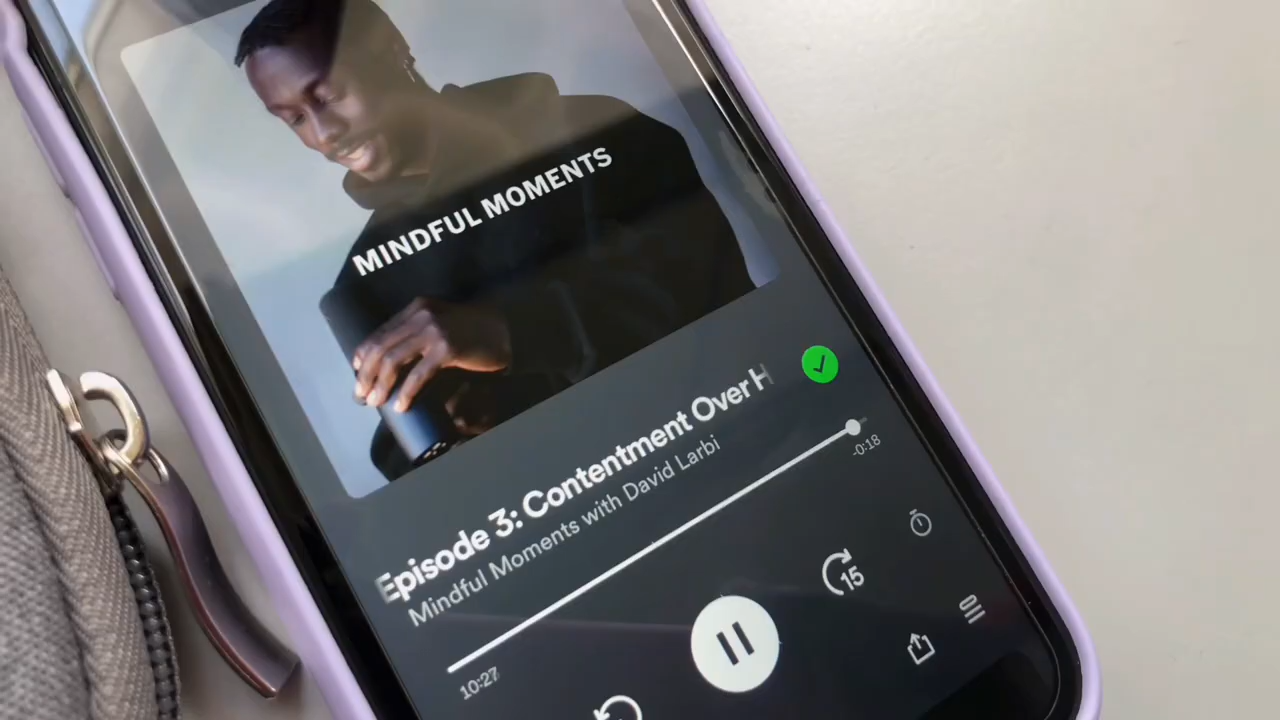 MINDFUL MOMENTS
Episode 3: Contentment Over H
Mindful Moments with David Larbi
10:27
-0:18
15